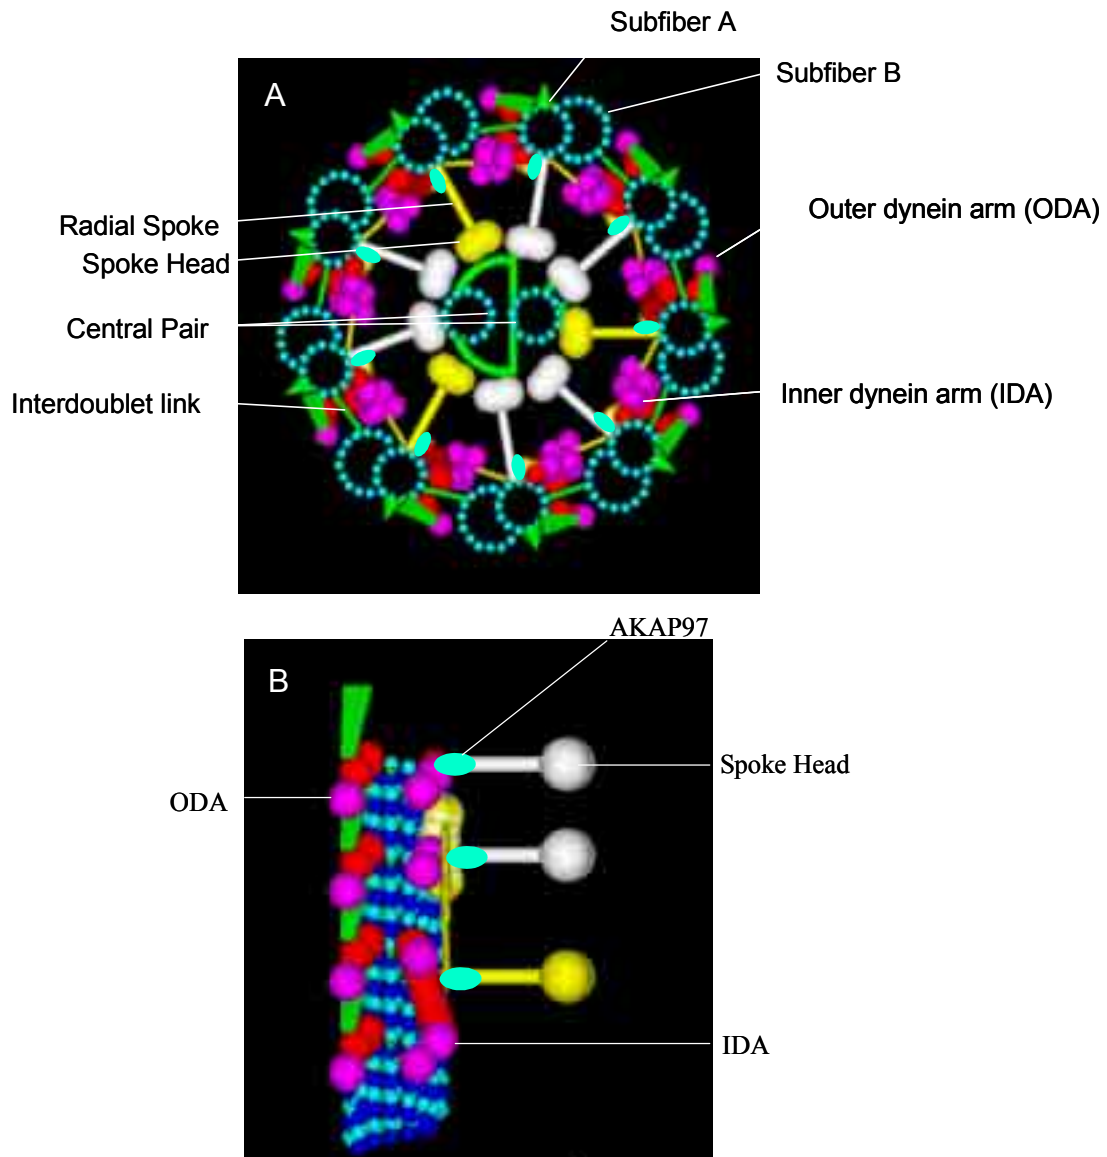 Subfiber A
A
Subfiber B
Outer dynein arm (ODA)
Radial Spoke
Spoke Head
Central Pair
Interdoublet link
Inner dynein arm (IDA)
AKAP97
B
Spoke Head
ODA
IDA